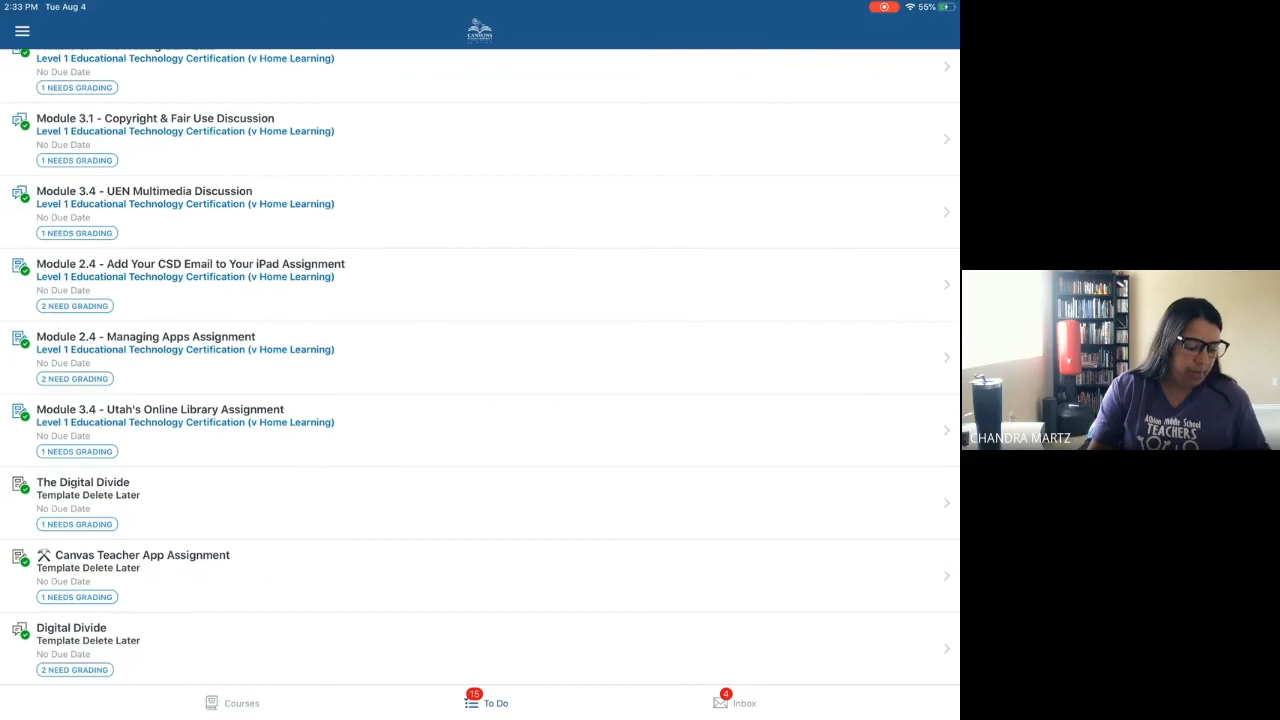 2:33 PM Tue Aug 4
55%
CANYONS
Level 1 Educational Technology Certification (v Home Learning)
No Due Date
1 NEEDS GRADING
Module 3.1 - Copyright & Fair Use Discussion
Level 1 Educational Technology Certification (v Home Learning)
No Due Date
1 NEEDS GRADING
Module 3.4 - UEN Multimedia Discussion
Level 1 Educational Technology Certification (v Home Learning)
No Due Date
1 NEEDS GRADING
Module 2.4 - Add Your CSD Email to Your iPad Assignment
Level 1 Educational Technology Certification (v Home Learning)
No Due Date
2 NEED GRADING
Module 2.4 - Managing Apps Assignment
Level 1 Educational Technology Certification (v Home Learning)
No Due Date
2 NEED GRADING
Module 3.4 - Utah's Online Library Assignment
Level 1 Educational Technology Certification (v Home Learning)
No Due Date
1 NEEDS GRADING
The Digital Divide
Template Delete Later
No Due Date
1 NEEDS GRADING
Canvas Teacher App Assignment
Template Delete Later
No Due Date
1 NEEDS GRADING
Digital Divide
Template Delete Later
No Due Date
2 NEED GRADING
Courses
15
To Do
4
Inbox
Albion Middle School
TEACHERS
CHANDRA MARTZ